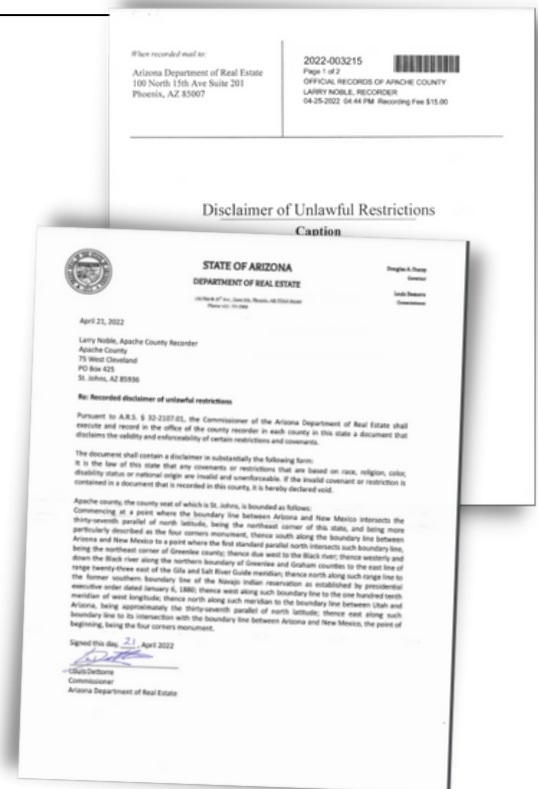 When recorded mail to:
Arizona Department of Real Estate
100 North 15th Ave Suite 201
Phoenix, AZ 85007
2022-003215
Page 1 of 2
OFFICIAL RECORDS OF APACHE COUNTY
LARRY NOBLE, RECORDER
04-25-2022 04:44 PM Recording Fee $15.00
Disclaimer of Unlawful Restrictions
Caption
STATE OF ARIZONA
DEPARTMENT OF REAL ESTATE
Douglas A. Ducey
Governor
Commissioner
April 21, 2022
Larry Noble, Apache County Recorder
Apache County
75 West Cleveland
PO Box 425
St. Johns, AZ 85936
Re: Recorded disclaimer of unlawful restrictions
Pursuant to A.R.S. § 32-2107.01, the Commissioner of the Arizona Department of Real Estate shall
execute and record in the office of the county recorder in each county in this state a document that
disclaims the validity and enforceability of certain restrictions and covenants.
The document shall contain a disclaimer in substantially the following form:
It is the law of this state that any covenants or restrictions that are based on race, religion, color,
disability status or national origin are invalid and unenforceable. If the invalid covenant or restriction is
contained in a document that is recorded in this county, it is hereby declared void.
Apache county, the county seat of which is St. Johns, is bounded as follows:
Commencing at a point where the boundary line between Arizona and New Mexico intersects the
thirty-seventh parallel of north latitude, being the northeast corner of this state, and being more
particularly described as the four corners monument, thence south along the boundary line between
Arizona and New Mexico to a point where the first standard parallel north intersects such boundary line,
being the northeast corner of Greenlee county; thence due west to the Black river; thence westerly and
down the Black river along the northern boundary of Greenlee and Graham counties to the east line of
range twenty-three east of the Gila and Salt River Guide meridian; thence north along such range line to
the former southern boundary line of the Navajo Indian reservation as established by presidential
executive order dated January 6, 1880; thence west along such boundary line to the one hundred tenth
meridian of west longitude; thence north along such meridian to the boundary line between Utah and
Arizona, being approximately the thirty-seventh parallel of north latitude; thence east along such
boundary line to its intersection with the boundary line between Arizona and New Mexico, the point of
beginning, being the four corners monument.
Signed this day, 21, April 2022
Louis Dettorre
Commissioner
Arizona Department of Real Estate